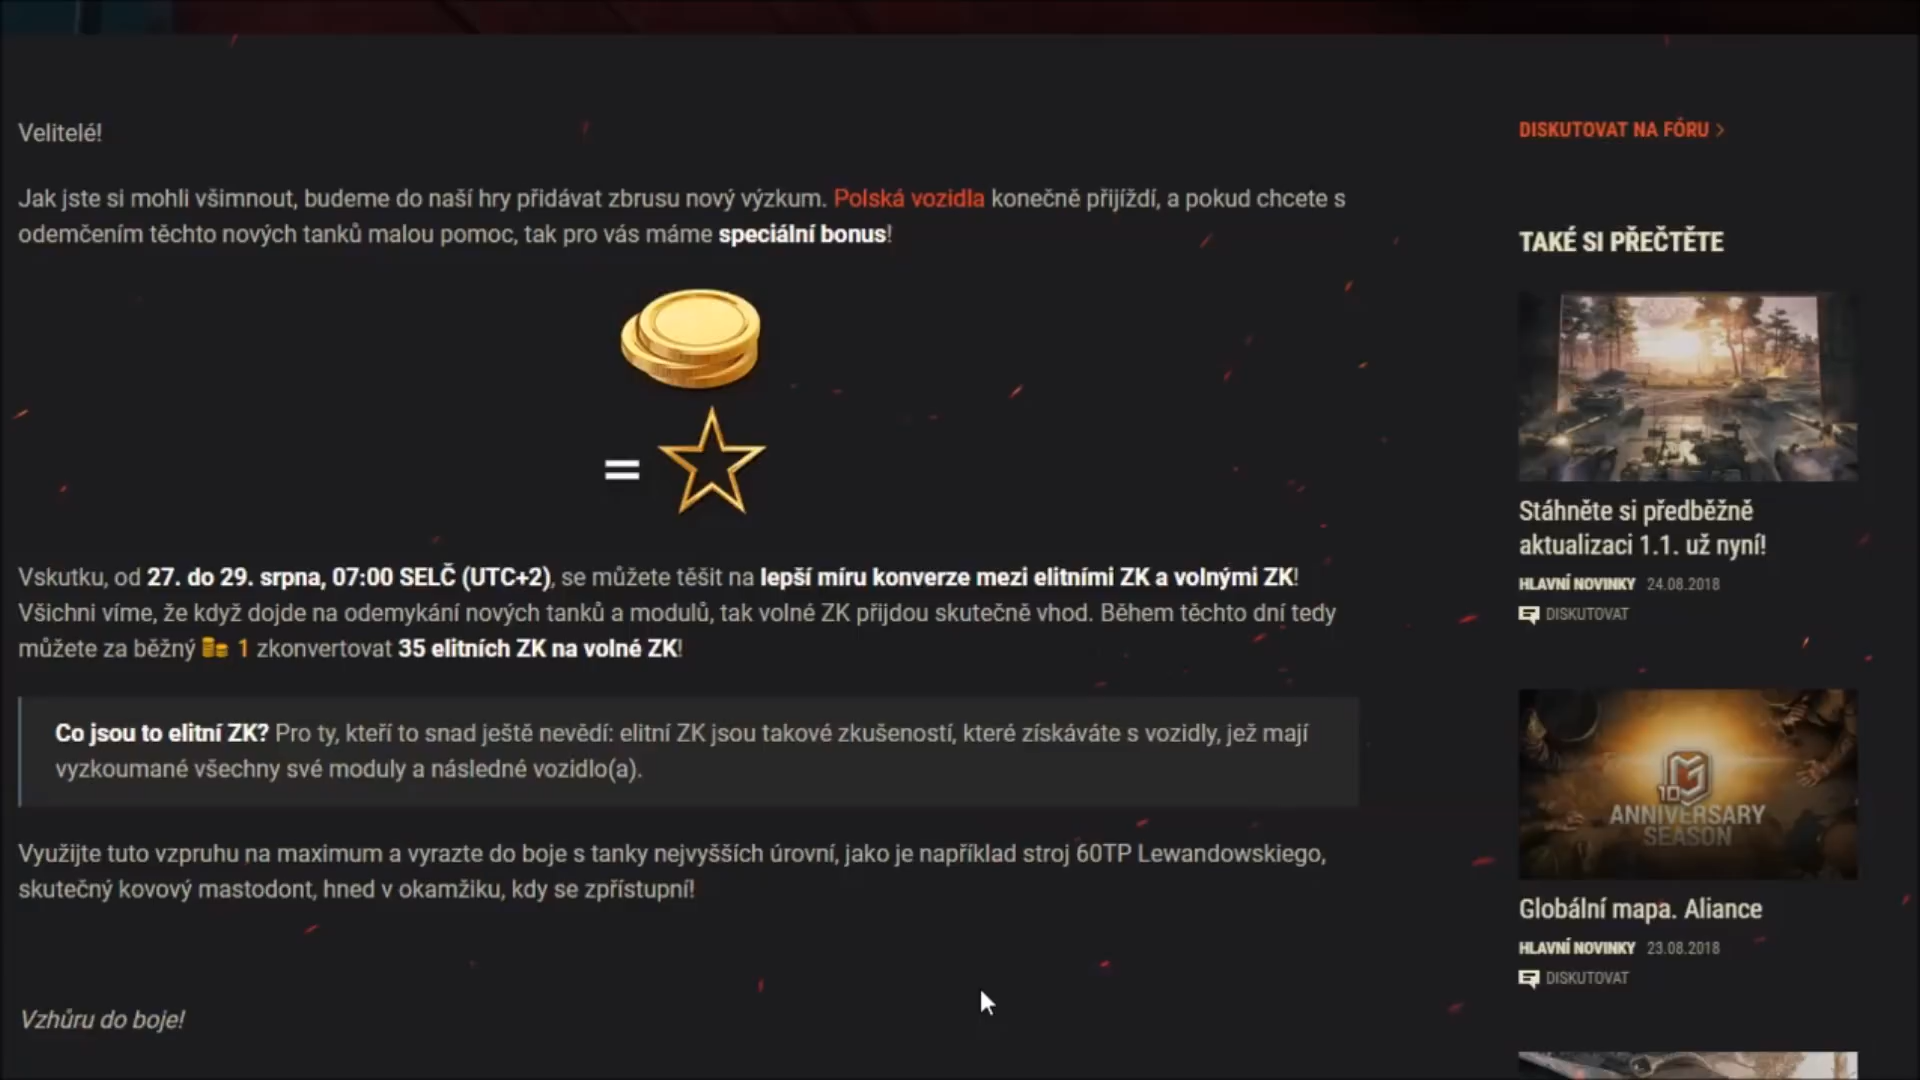 Velitelé!
Jak jste si mohli všimnout, budeme do naší hry přidávat zbrusu nový výzkum. Polská vozidla konečně přijíždí, a pokud chcete s
odemčením těchto nových tanků malou pomoc, tak pro vás máme speciální bonus!
=
Vskutku, od 27. do 29. srpna, 07:00 SELČ (UTC+2), se můžete těšit na lepší míru konverze mezi elitními ZK a volnými ZK!
Všichni víme, že když dojde na odemykání nových tanků a modulů, tak volné ZK přijdou skutečně vhod. Během těchto dní tedy
můžete za běžný 1 zkonvertovat 35 elitních ZK na volné ZK!
Co jsou to elitní ZK? Pro ty, kteří to snad ještě nevědí: elitní ZK jsou takové zkušeností, které získáváte s vozidly, jež mají
vyzkoumané všechny své moduly a následné vozidlo(a).
Využijte tuto vzpruhu na maximum a vyrazte do boje s tanky nejvyšších úrovní, jako je například stroj 60TP Lewandowskiego,
skutečný kovový mastodont, hned v okamžiku, kdy se zpřístupní!
Vzhůru do boje!
DISKUTOVAT NA FÓRU >
TAKÉ SI PŘEČTĚTE
Stáhněte si předběžně
aktualizaci 1.1. už nyní!
HLAVNÍ NOVINKY 24.08.2018
DISKUTOVAT
10
ANNIVERSARY
SEASON
Globální mapa. Aliance
HLAVNÍ NOVINKY 23.08.2018
DISKUTOVAT